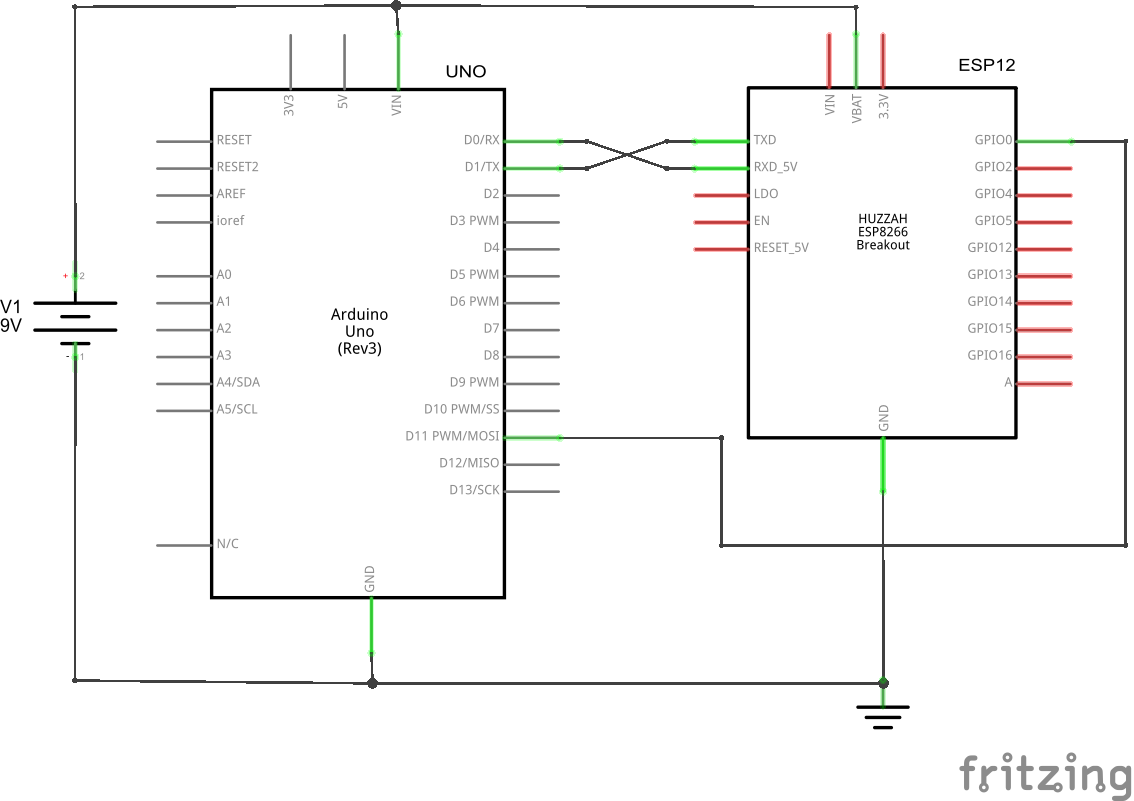 UNO
ESP12
3V3
5V
VIN
VIN
VBAT
3.3V
RESET
RESET2
AREF
ioref
A0
A1
A2
A3
A4/SDA
A5/SCL
N/C
D0/RX
D1/TX
D2
D3 PWM
D4
D5 PWM
D6 PWM
D7
D8
D9 PWM
D10 PWM/SS
D11 PWM/MOSI
D12/MISO
D13/SCK
Arduino
Uno
(Rev3)
GND
TXD
RXD_5V
LDO
EN
RESET_5V
HUZZAH
ESP8266
Breakout
GPIO0
GPIO2
GPIO4
GPIO5
GPIO12
GPIO13
GPIO14
GPIO15
GPIO16
A
GND
+ 2
V1
9V
- 1
fritzing